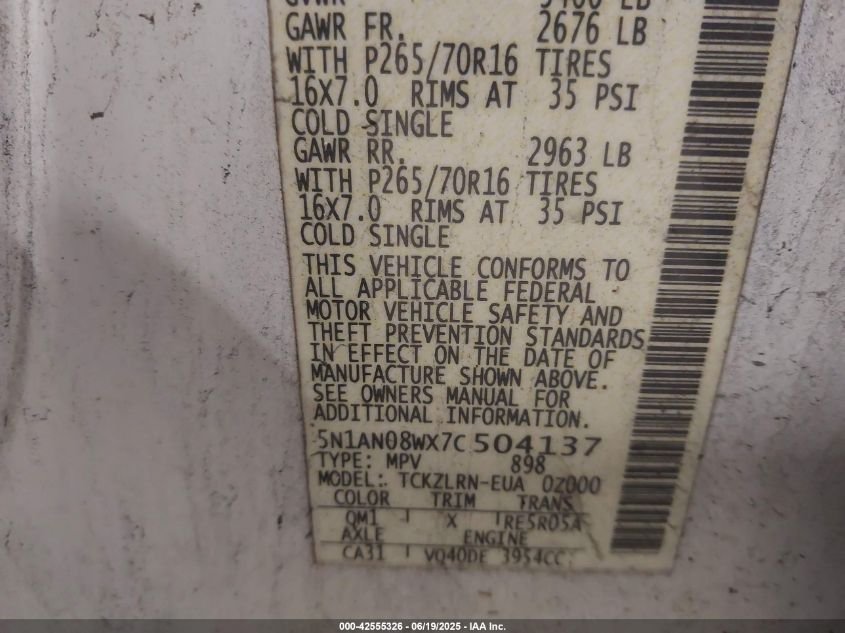 GVWR 5400 LB
GAWR FR. 2676 LB
WITH P265/70R16 TIRES
16X7.0 RIMS AT 35 PSI
COLD SINGLE
GAWR RR. 2963 LB
WITH P265/70R16 TIRES
16X7.0 RIMS AT 35 PSI
COLD SINGLE
THIS VEHICLE CONFORMS TO
ALL APPLICABLE FEDERAL
MOTOR VEHICLE SAFETY AND
THEFT PREVENTION STANDARDS
IN EFFECT ON THE DATE OF
MANUFACTURE SHOWN ABOVE.
SEE OWNERS MANUAL FOR
ADDITIONAL INFORMATION.
5N1AN08WX7C504137
TYPE: MPV 898
MODEL: TCKZLRN-EUA 0Z000
COLOR TRIM TRANS
QM1 X RE5R05A
AXLE ENGINE
CA31 VQ40DE 3954CC
000-42555326 - 06/19/2025 - IAA Inc.